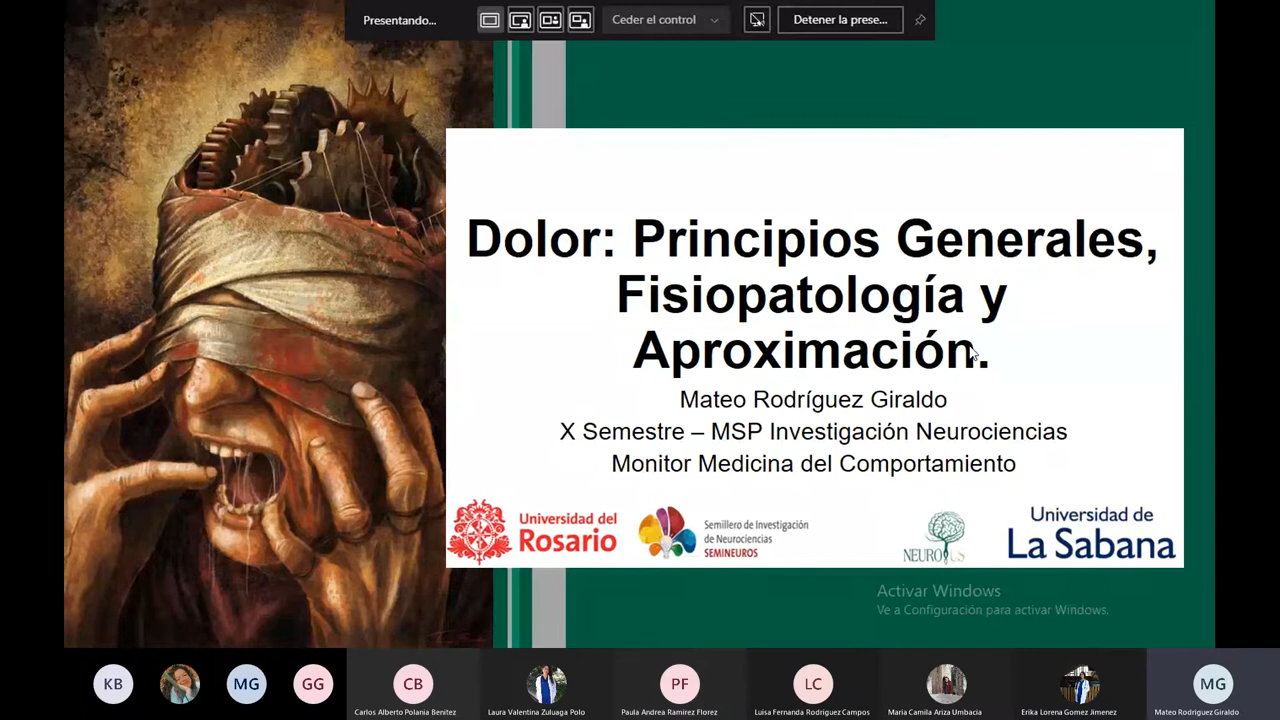 Presentando...
Ceder el control
Detener la prese...
Dolor: Principios Generales,
Fisiopatología y
Aproximación.
Mateo Rodríguez Giraldo
X Semestre – MSP Investigación Neurociencias
Monitor Medicina del Comportamiento
Universidad del
Rosario
Semillero de Investigación
de Neurociencias
SEMINEUROS
NEUROUS
Universidad de
La Sabana
Activar Windows
Ve a Configuración para activar Windows.
KB
MG
GG
CB
PF
LC
MG
Carlos Alberto Polania Benitez
Laura Valentina Zuluaga Polo
Paula Andrea Ramirez Florez
Luisa Fernanda Rodriguez Campos
Maria Camila Ariza Umbacia
Erika Lorena Gomez Jimenez
Mateo Rodriguez Giraldo